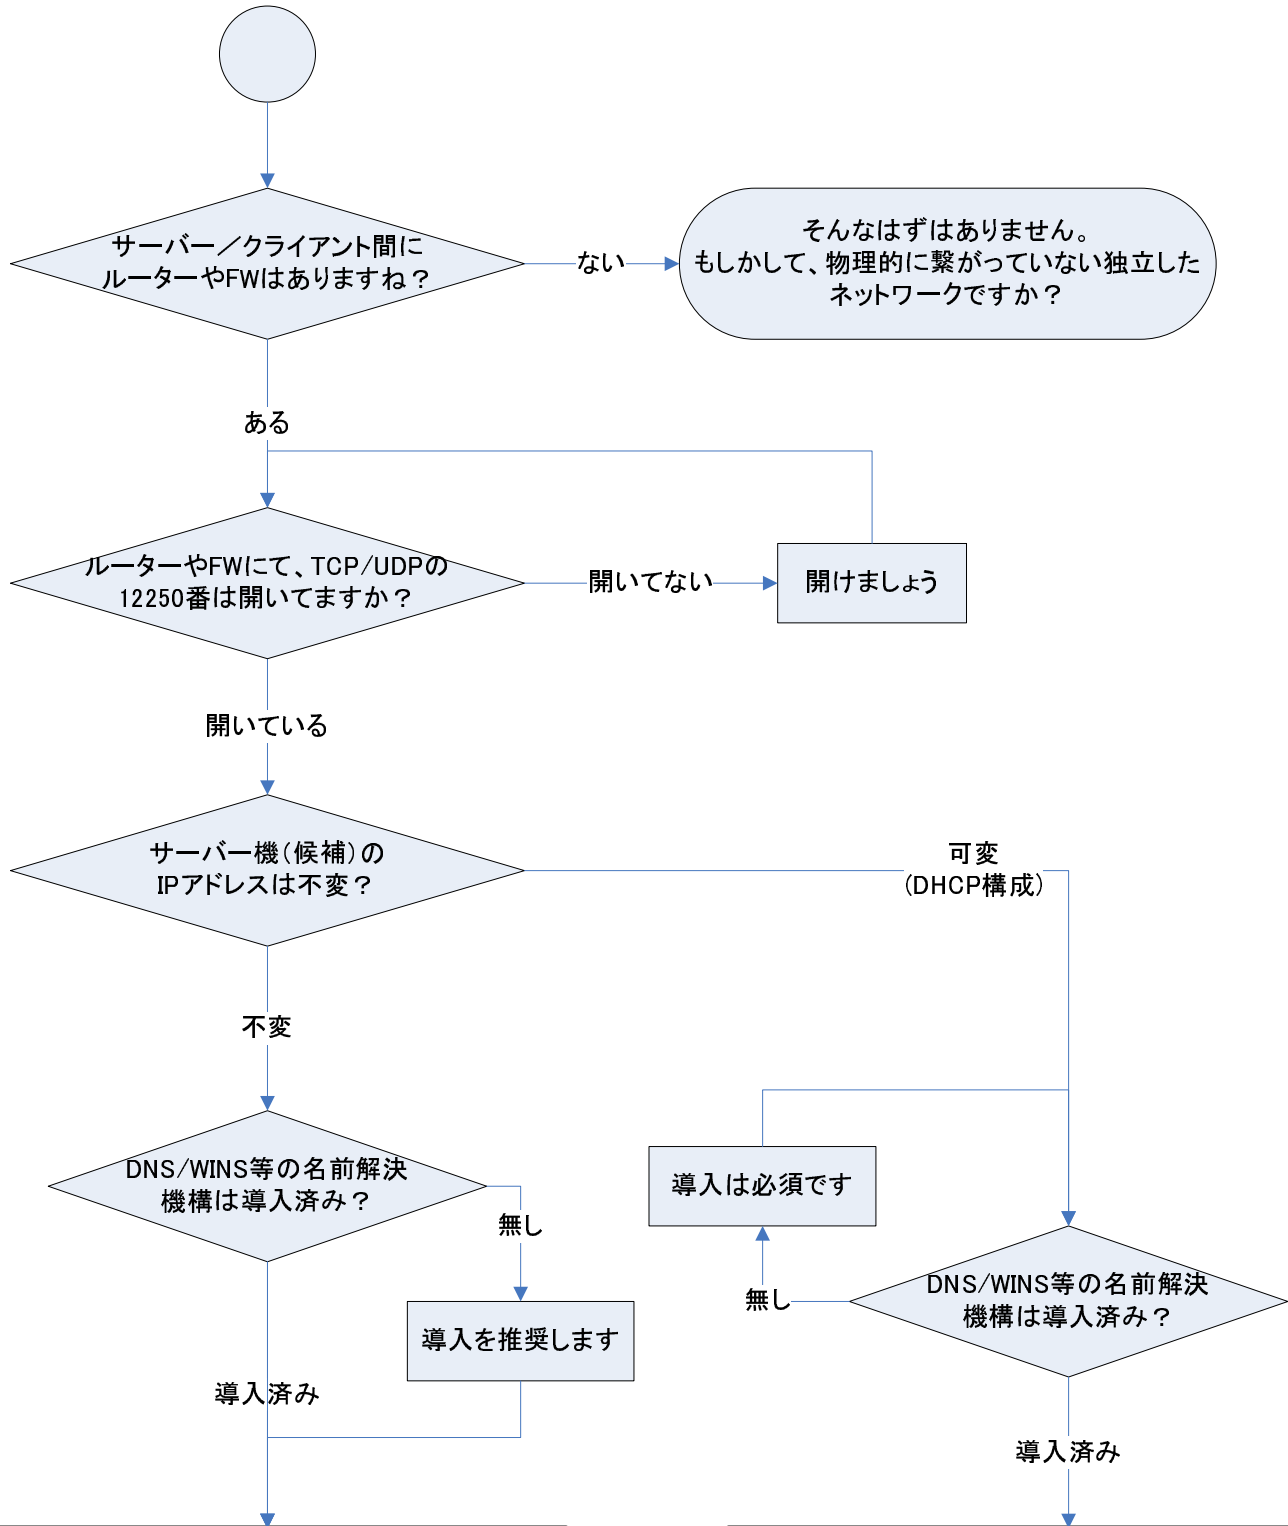 サーバー／クライアント間に
ルーターやFWはありますね？
ない
そんなはずはありません。
もしかして、物理的に繋がっていない独立した
ネットワークですか？
ある
ルーターやFWにて、TCP/UDPの
12250番は開いてますか？
開いてない
開けましょう
開いている
サーバー機（候補）の
IPアドレスは不変？
可変
(DHCP構成)
不変
DNS/WINS等の名前解決
機構は導入済み？
無し
導入を推奨します
導入済み
導入は必須です
無し
DNS/WINS等の名前解決
機構は導入済み？
導入済み